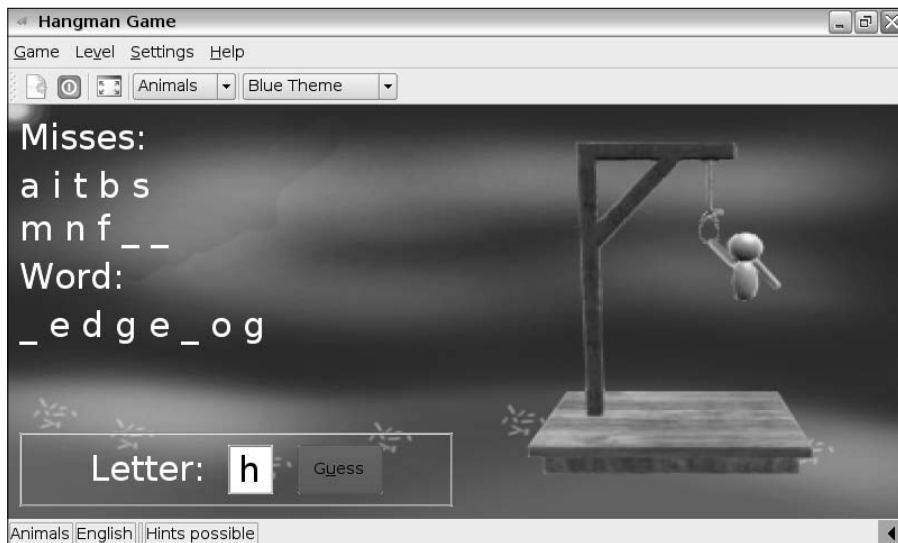 Hangman Game
Game Level Settings Help
Animals Blue Theme
Misses:
a i t b s
m n f _ _
Word:
_ e d g e _ o g
Letter: h Guess
Animals English Hints possible